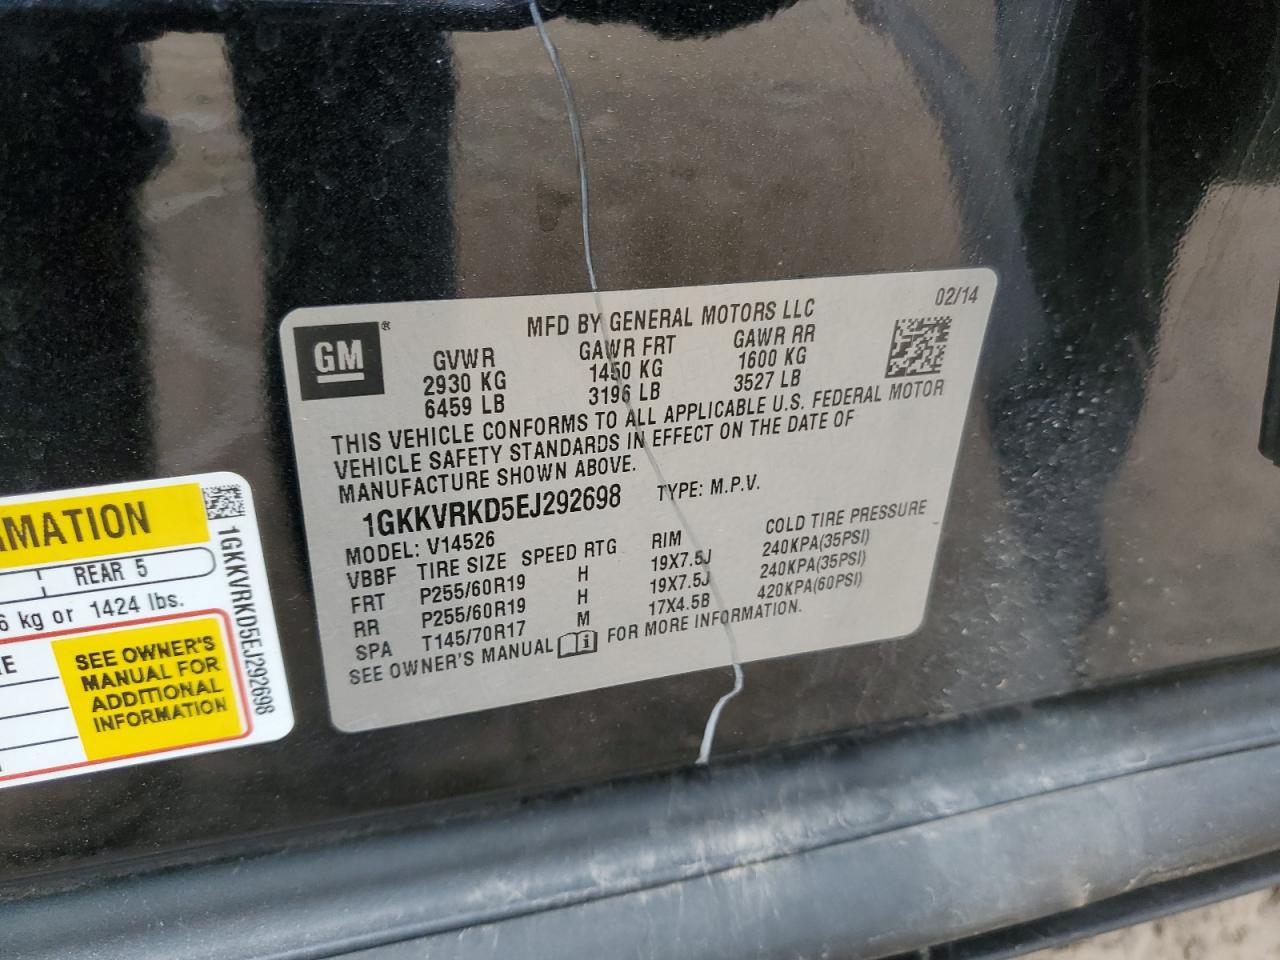 02/14
MFD BY GENERAL MOTORS LLC
GM ®
GVWR GAWR FRT GAWR RR
2930 KG 1450 KG 1600 KG
6459 LB 3196 LB 3527 LB
THIS VEHICLE CONFORMS TO ALL APPLICABLE U.S. FEDERAL MOTOR
VEHICLE SAFETY STANDARDS IN EFFECT ON THE DATE OF
MANUFACTURE SHOWN ABOVE.
1GKKVRKD5EJ292698 TYPE: M.P.V.
MODEL: V14526
VBBF TIRE SIZE SPEED RTG RIM COLD TIRE PRESSURE
FRT P255/60R19 H 19X7.5J 240KPA(35PSI)
RR P255/60R19 H 19X7.5J 240KPA(35PSI)
SPA T145/70R17 M 17X4.5B 420KPA(60PSI)
SEE OWNER'S MANUAL FOR MORE INFORMATION.
MATION
REAR 5
6 kg or 1424 lbs.
SEE OWNER'S
MANUAL FOR
ADDITIONAL
INFORMATION
1GKKVRKD5EJ292698